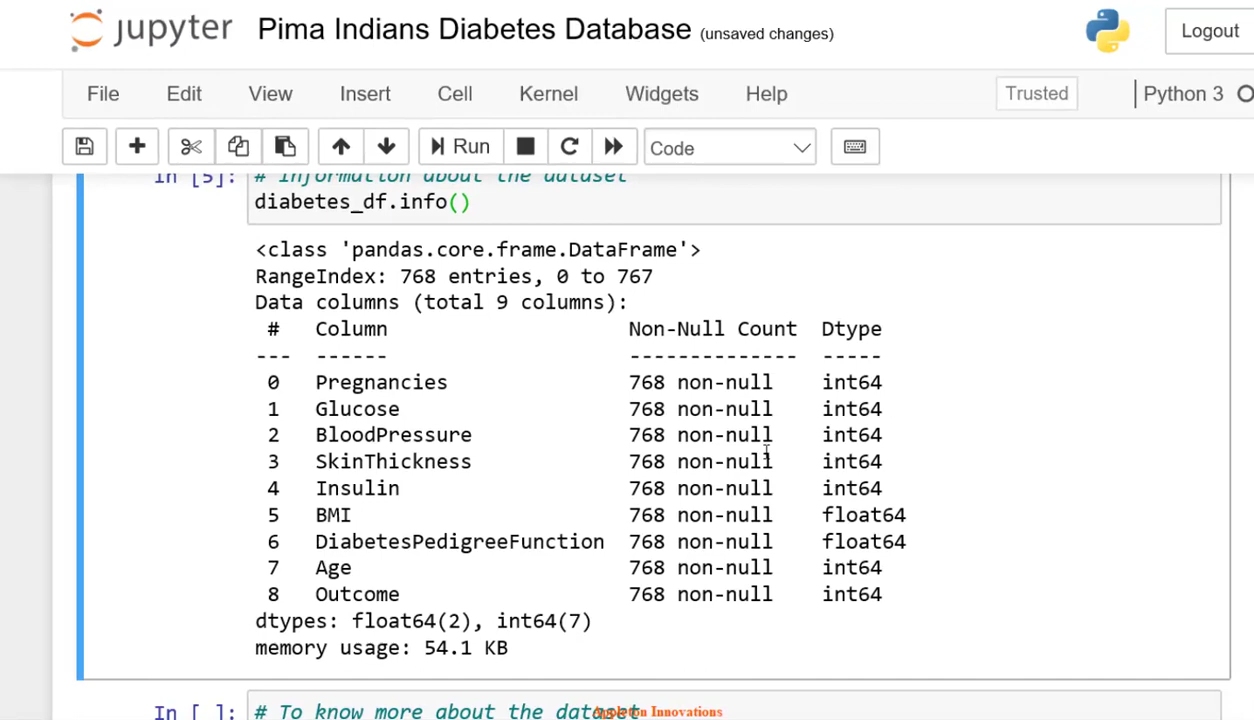 jupyter Pima Indians Diabetes Database (unsaved changes) Logout
File Edit View Insert Cell Kernel Widgets Help Trusted Python 3
Run Code
In [5]: # Information about the dataset
diabetes_df.info()
<class 'pandas.core.frame.DataFrame'>
RangeIndex: 768 entries, 0 to 767
Data columns (total 9 columns):
# Column Non-Null Count Dtype
--- ------ -------------- -----
0 Pregnancies 768 non-null int64
1 Glucose 768 non-null int64
2 BloodPressure 768 non-null int64
3 SkinThickness 768 non-null int64
4 Insulin 768 non-null int64
5 BMI 768 non-null float64
6 DiabetesPedigreeFunction 768 non-null float64
7 Age 768 non-null int64
8 Outcome 768 non-null int64
dtypes: float64(2), int64(7)
memory usage: 54.1 KB
In [ ]: # To know more about the dataset
Appleton Innovations